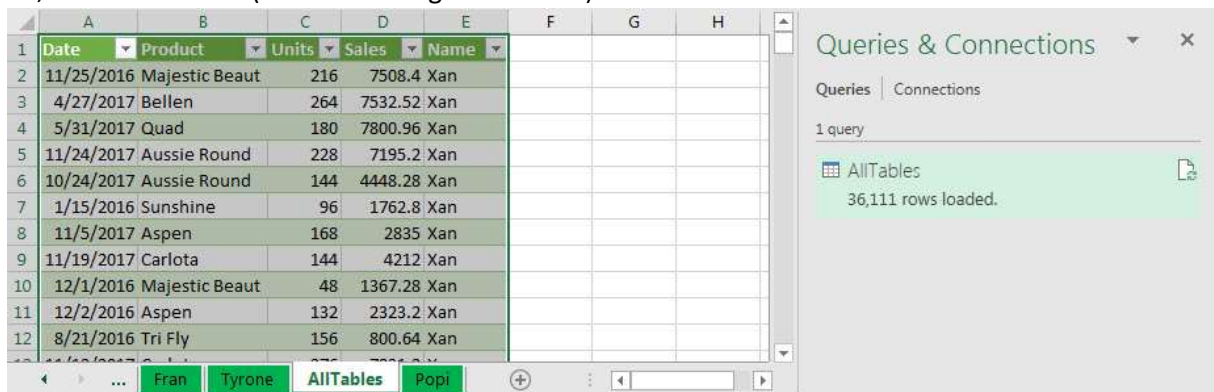 A B C D E F G H
1 Date Product Units Sales Name
2 11/25/2016 Majestic Beaut 216 7508.4 Xan
3 4/27/2017 Bellen 264 7532.52 Xan
4 5/31/2017 Quad 180 7800.96 Xan
5 11/24/2017 Aussie Round 228 7195.2 Xan
6 10/24/2017 Aussie Round 144 4448.28 Xan
7 1/15/2016 Sunshine 96 1762.8 Xan
8 11/5/2017 Aspen 168 2835 Xan
9 11/19/2017 Carlota 144 4212 Xan
10 12/1/2016 Majestic Beaut 48 1367.28 Xan
11 12/2/2016 Aspen 132 2323.2 Xan
12 8/21/2016 Tri Fly 156 800.64 Xan
... Fran Tyrone AllTables Popi
Queries & Connections
Queries | Connections
1 query
AllTables
36,111 rows loaded.